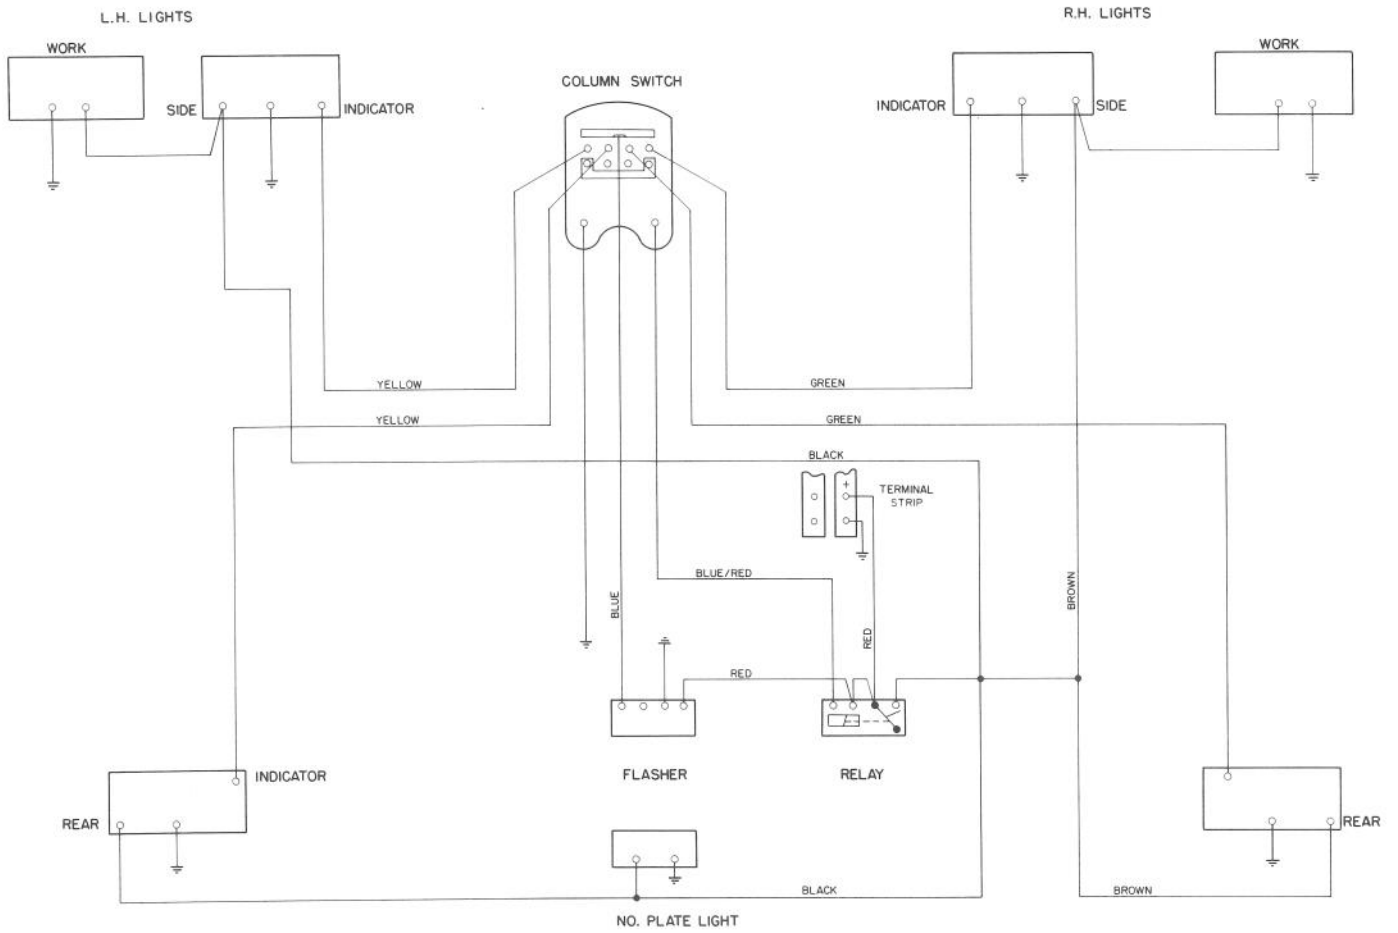 L.H. LIGHTS
R.H. LIGHTS
WORK
WORK
COLUMN SWITCH
SIDE
INDICATOR
INDICATOR
SIDE
YELLOW
GREEN
YELLOW
GREEN
BLACK
+
TERMINAL
STRIP
BLUE/RED
BLUE
BROWN
RED
RED
FLASHER
RELAY
INDICATOR
REAR
REAR
BLACK
BROWN
NO. PLATE LIGHT